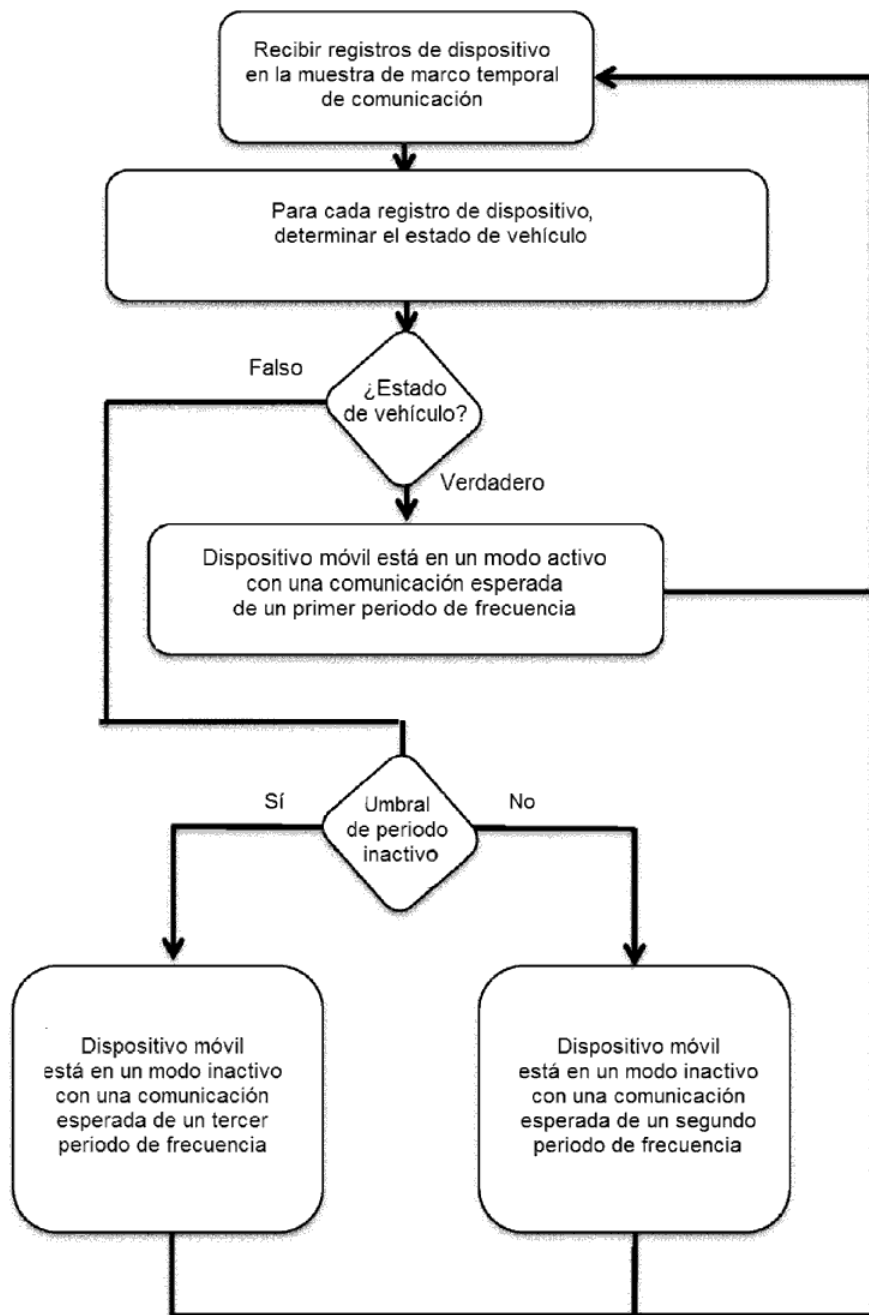 Recibir registros de dispositivo
en la muestra de marco temporal
de comunicación
Para cada registro de dispositivo,
determinar el estado de vehículo
Falso
¿Estado
de vehículo?
Verdadero
Dispositivo móvil está en un modo activo
con una comunicación esperada
de un primer periodo de frecuencia
Sí
Umbral
de periodo
inactivo
No
Dispositivo móvil
está en un modo inactivo
con una comunicación
esperada de un tercer
periodo de frecuencia
Dispositivo móvil
está en un modo inactivo
con una comunicación
esperada de un segundo
periodo de frecuencia